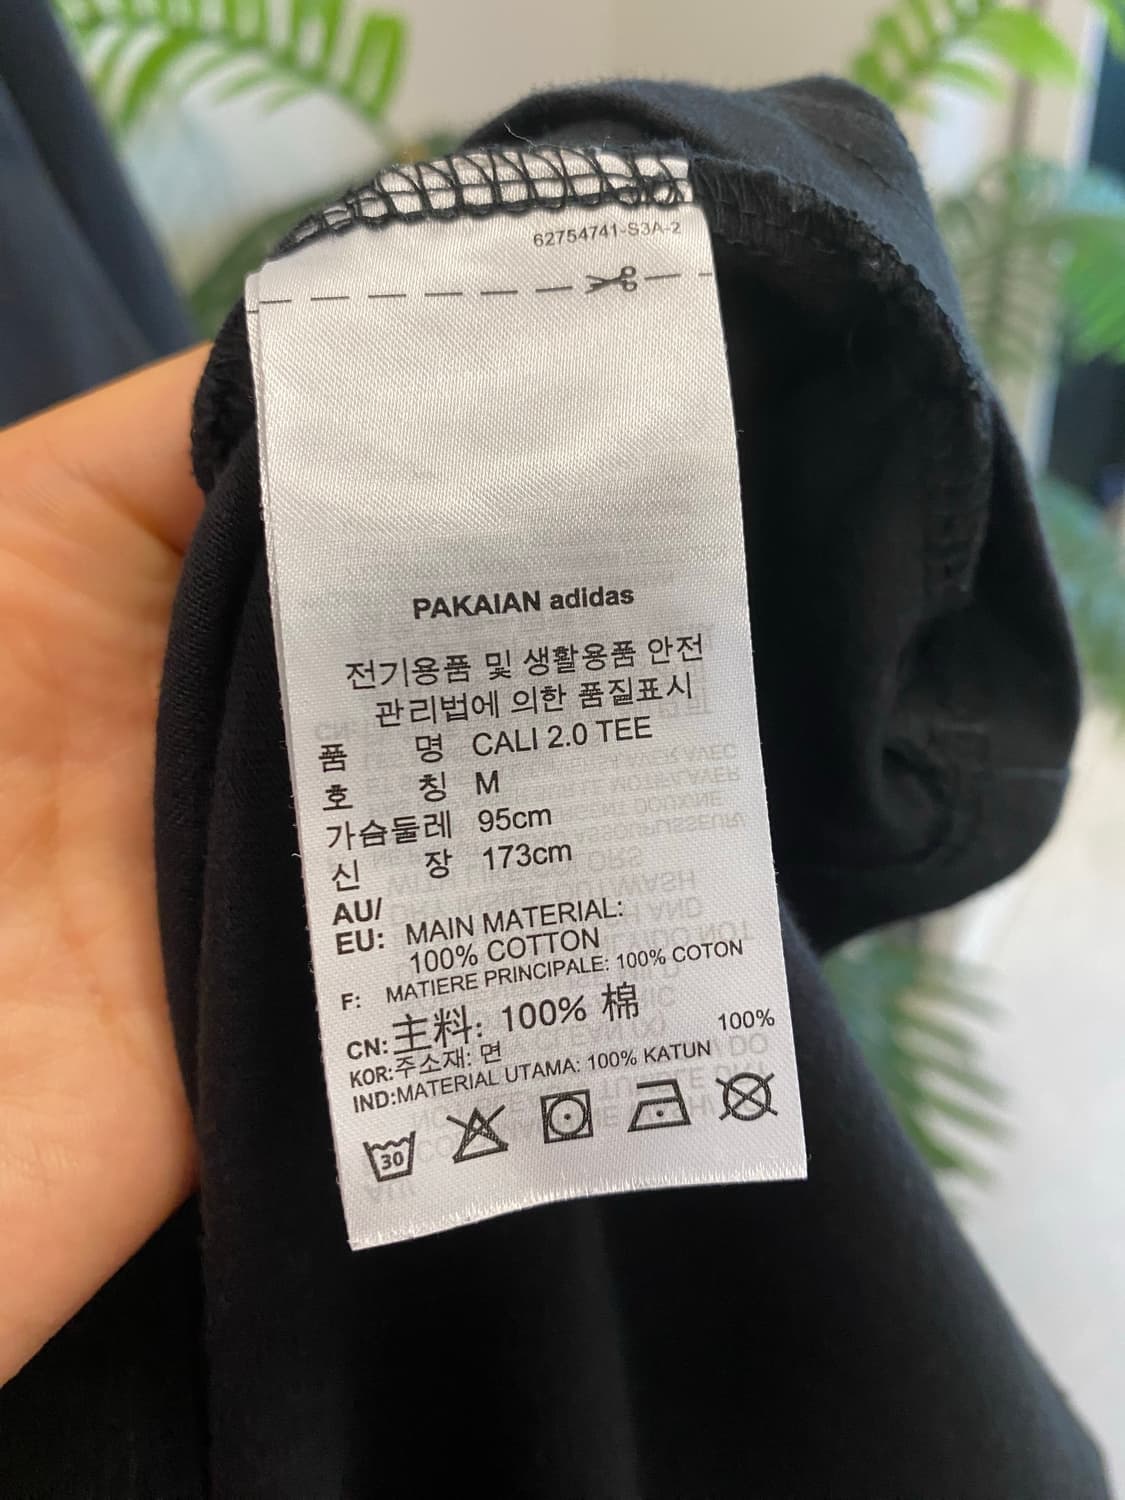 62754741-S3A-2
PAKAIAN adidas
전기용품 및 생활용품 안전
관리법에 의한 품질표시
품 명 CALI 2.0 TEE
호 칭 M
가슴둘레 95cm
신 장 173cm
AU/
EU: MAIN MATERIAL:
100% COTTON
F: MATIERE PRINCIPALE: 100% COTON
CN: 主料: 100% 棉
KOR:주소재: 면 100%
IND:MATERIAL UTAMA: 100% KATUN
30